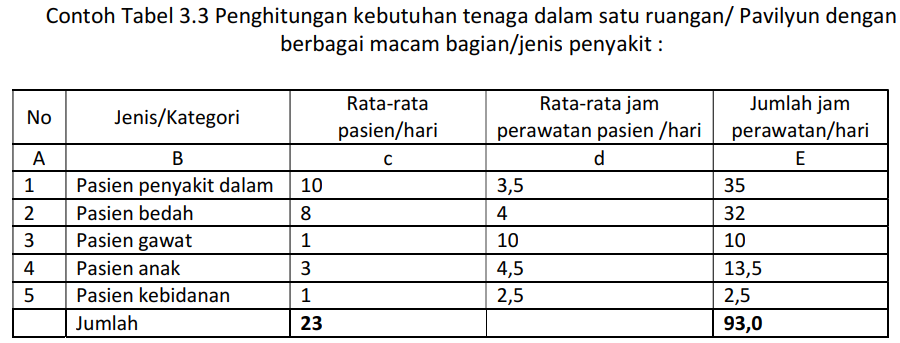 Contoh Tabel 3.3 Penghitungan kebutuhan tenaga dalam satu ruangan/ Pavilyun dengan
berbagai macam bagian/jenis penyakit :
No Jenis/Kategori Rata-rata pasien/hari Rata-rata jam perawatan pasien /hari Jumlah jam perawatan/hari
A B c d E
1 Pasien penyakit dalam 10 3,5 35
2 Pasien bedah 8 4 32
3 Pasien gawat 1 10 10
4 Pasien anak 3 4,5 13,5
5 Pasien kebidanan 1 2,5 2,5
Jumlah 23 93,0